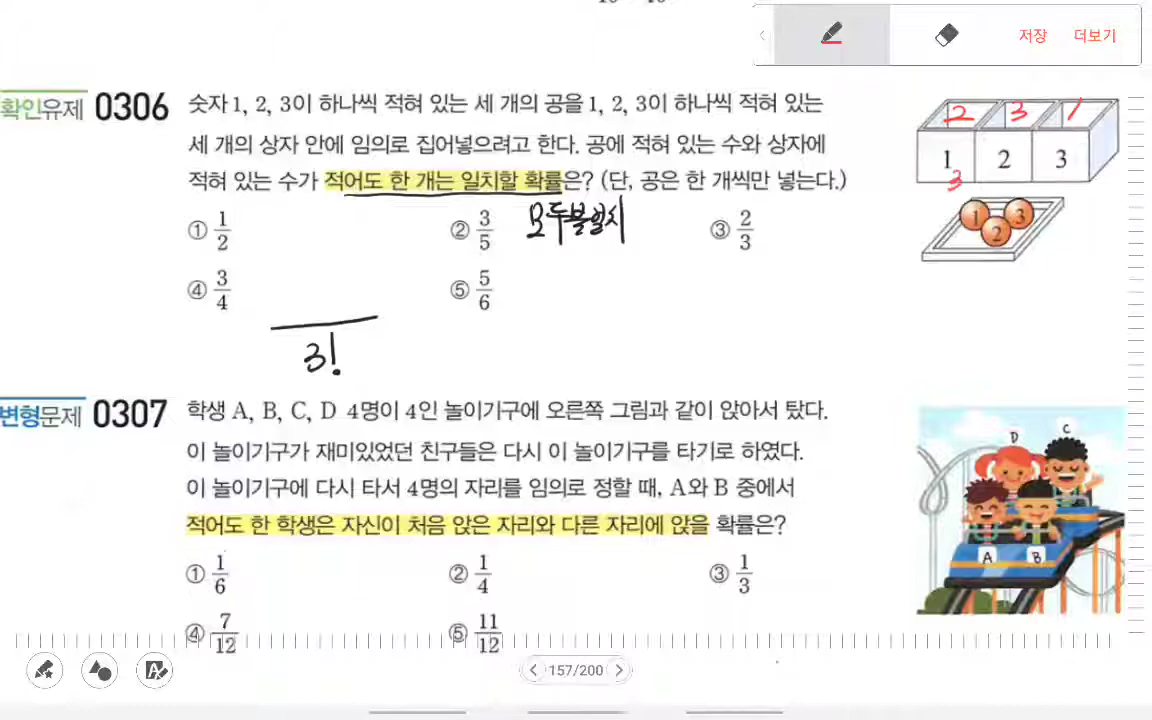 저장 더보기
확인유제 0306 숫자 1, 2, 3이 하나씩 적혀 있는 세 개의 공을 1, 2, 3이 하나씩 적혀 있는
세 개의 상자 안에 임의로 집어넣으려고 한다. 공에 적혀 있는 수와 상자에
적혀 있는 수가 적어도 한 개는 일치할 확률은? (단, 공은 한 개씩만 넣는다.)
2 3 1
1 2 3
3
1 2 3
① 1/2 ② 3/5 모두불일치 ③ 2/3
④ 3/4 ⑤ 5/6
3!
변형문제 0307 학생 A, B, C, D 4명이 4인 놀이기구에 오른쪽 그림과 같이 앉아서 탔다.
이 놀이기구가 재미있었던 친구들은 다시 이 놀이기구를 타기로 하였다.
이 놀이기구에 다시 타서 4명의 자리를 임의로 정할 때, A와 B 중에서
적어도 한 학생은 자신이 처음 앉은 자리와 다른 자리에 앉을 확률은?
D C
A B
① 1/6 ② 1/4 ③ 1/3
④ 7/12 ⑤ 11/12
157/200